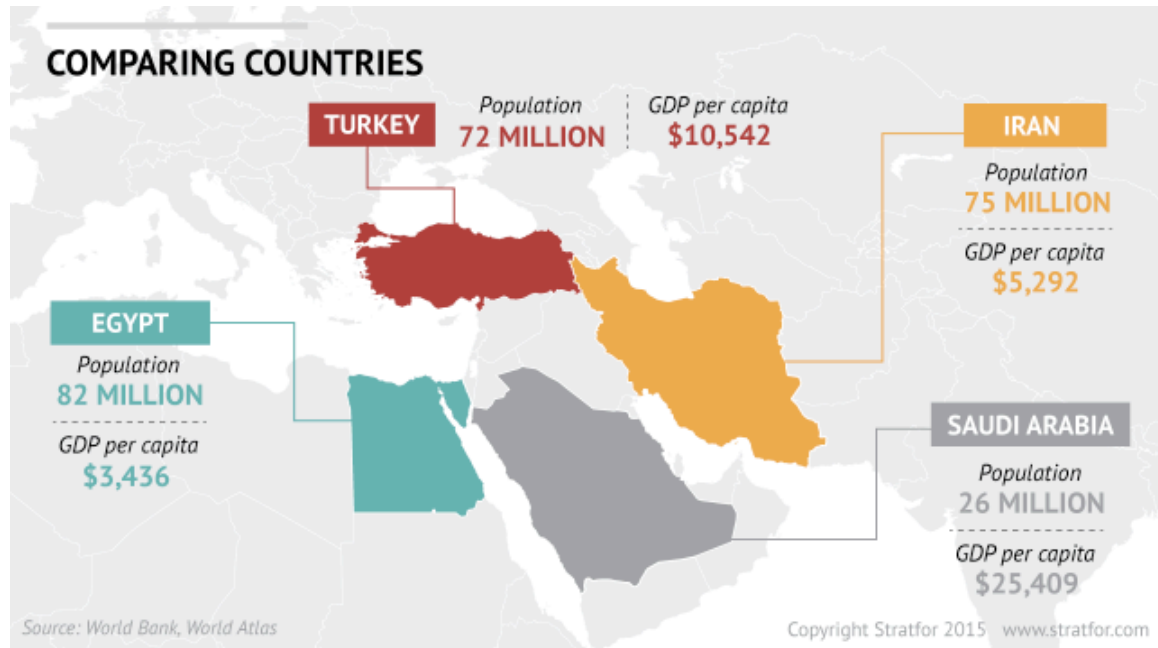 COMPARING COUNTRIES
TURKEY
Population
72 MILLION
GDP per capita
$10,542
IRAN
Population
75 MILLION
GDP per capita
$5,292
EGYPT
Population
82 MILLION
GDP per capita
$3,436
SAUDI ARABIA
Population
26 MILLION
GDP per capita
$25,409
Source: World Bank, World Atlas
Copyright Stratfor 2015 www.stratfor.com